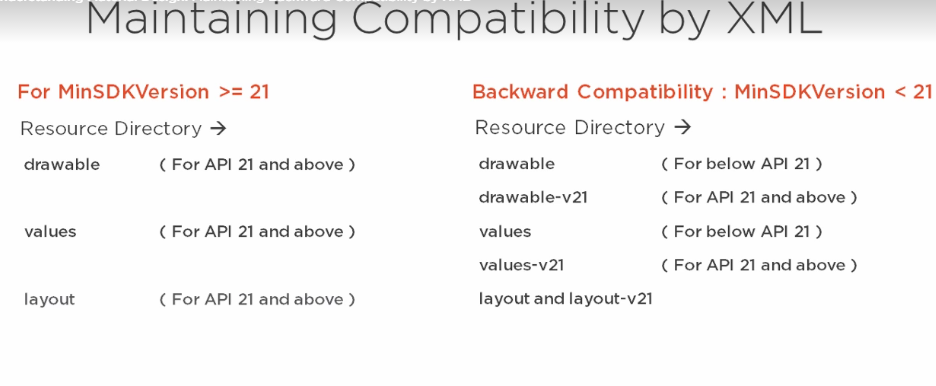 Maintaining Compatibility by XML
For MinSDKVersion >= 21
Resource Directory →
drawable ( For API 21 and above )
values ( For API 21 and above )
layout ( For API 21 and above )
Backward Compatibility : MinSDKVersion < 21
Resource Directory →
drawable ( For below API 21 )
drawable-v21 ( For API 21 and above )
values ( For below API 21 )
values-v21 ( For API 21 and above )
layout and layout-v21